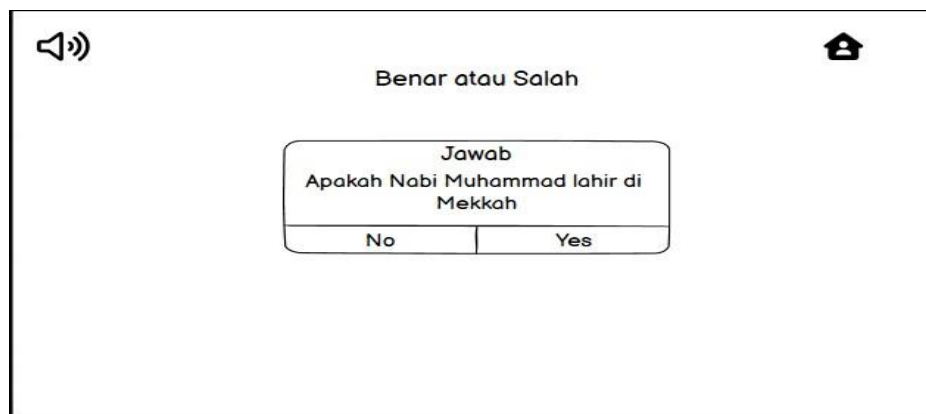 Benar atau Salah
Jawab
Apakah Nabi Muhammad lahir di
Mekkah
No
Yes